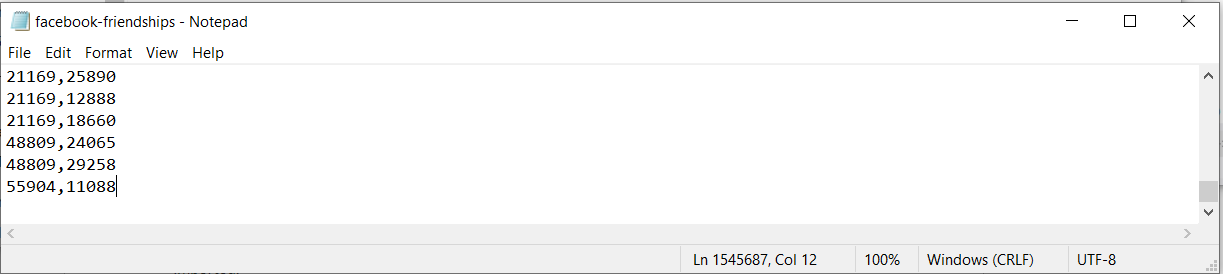 facebook-friendships - Notepad
File Edit Format View Help
21169,25890
21169,12888
21169,18660
48809,24065
48809,29258
55904,11088
Ln 1545687, Col 12 100% Windows (CRLF) UTF-8